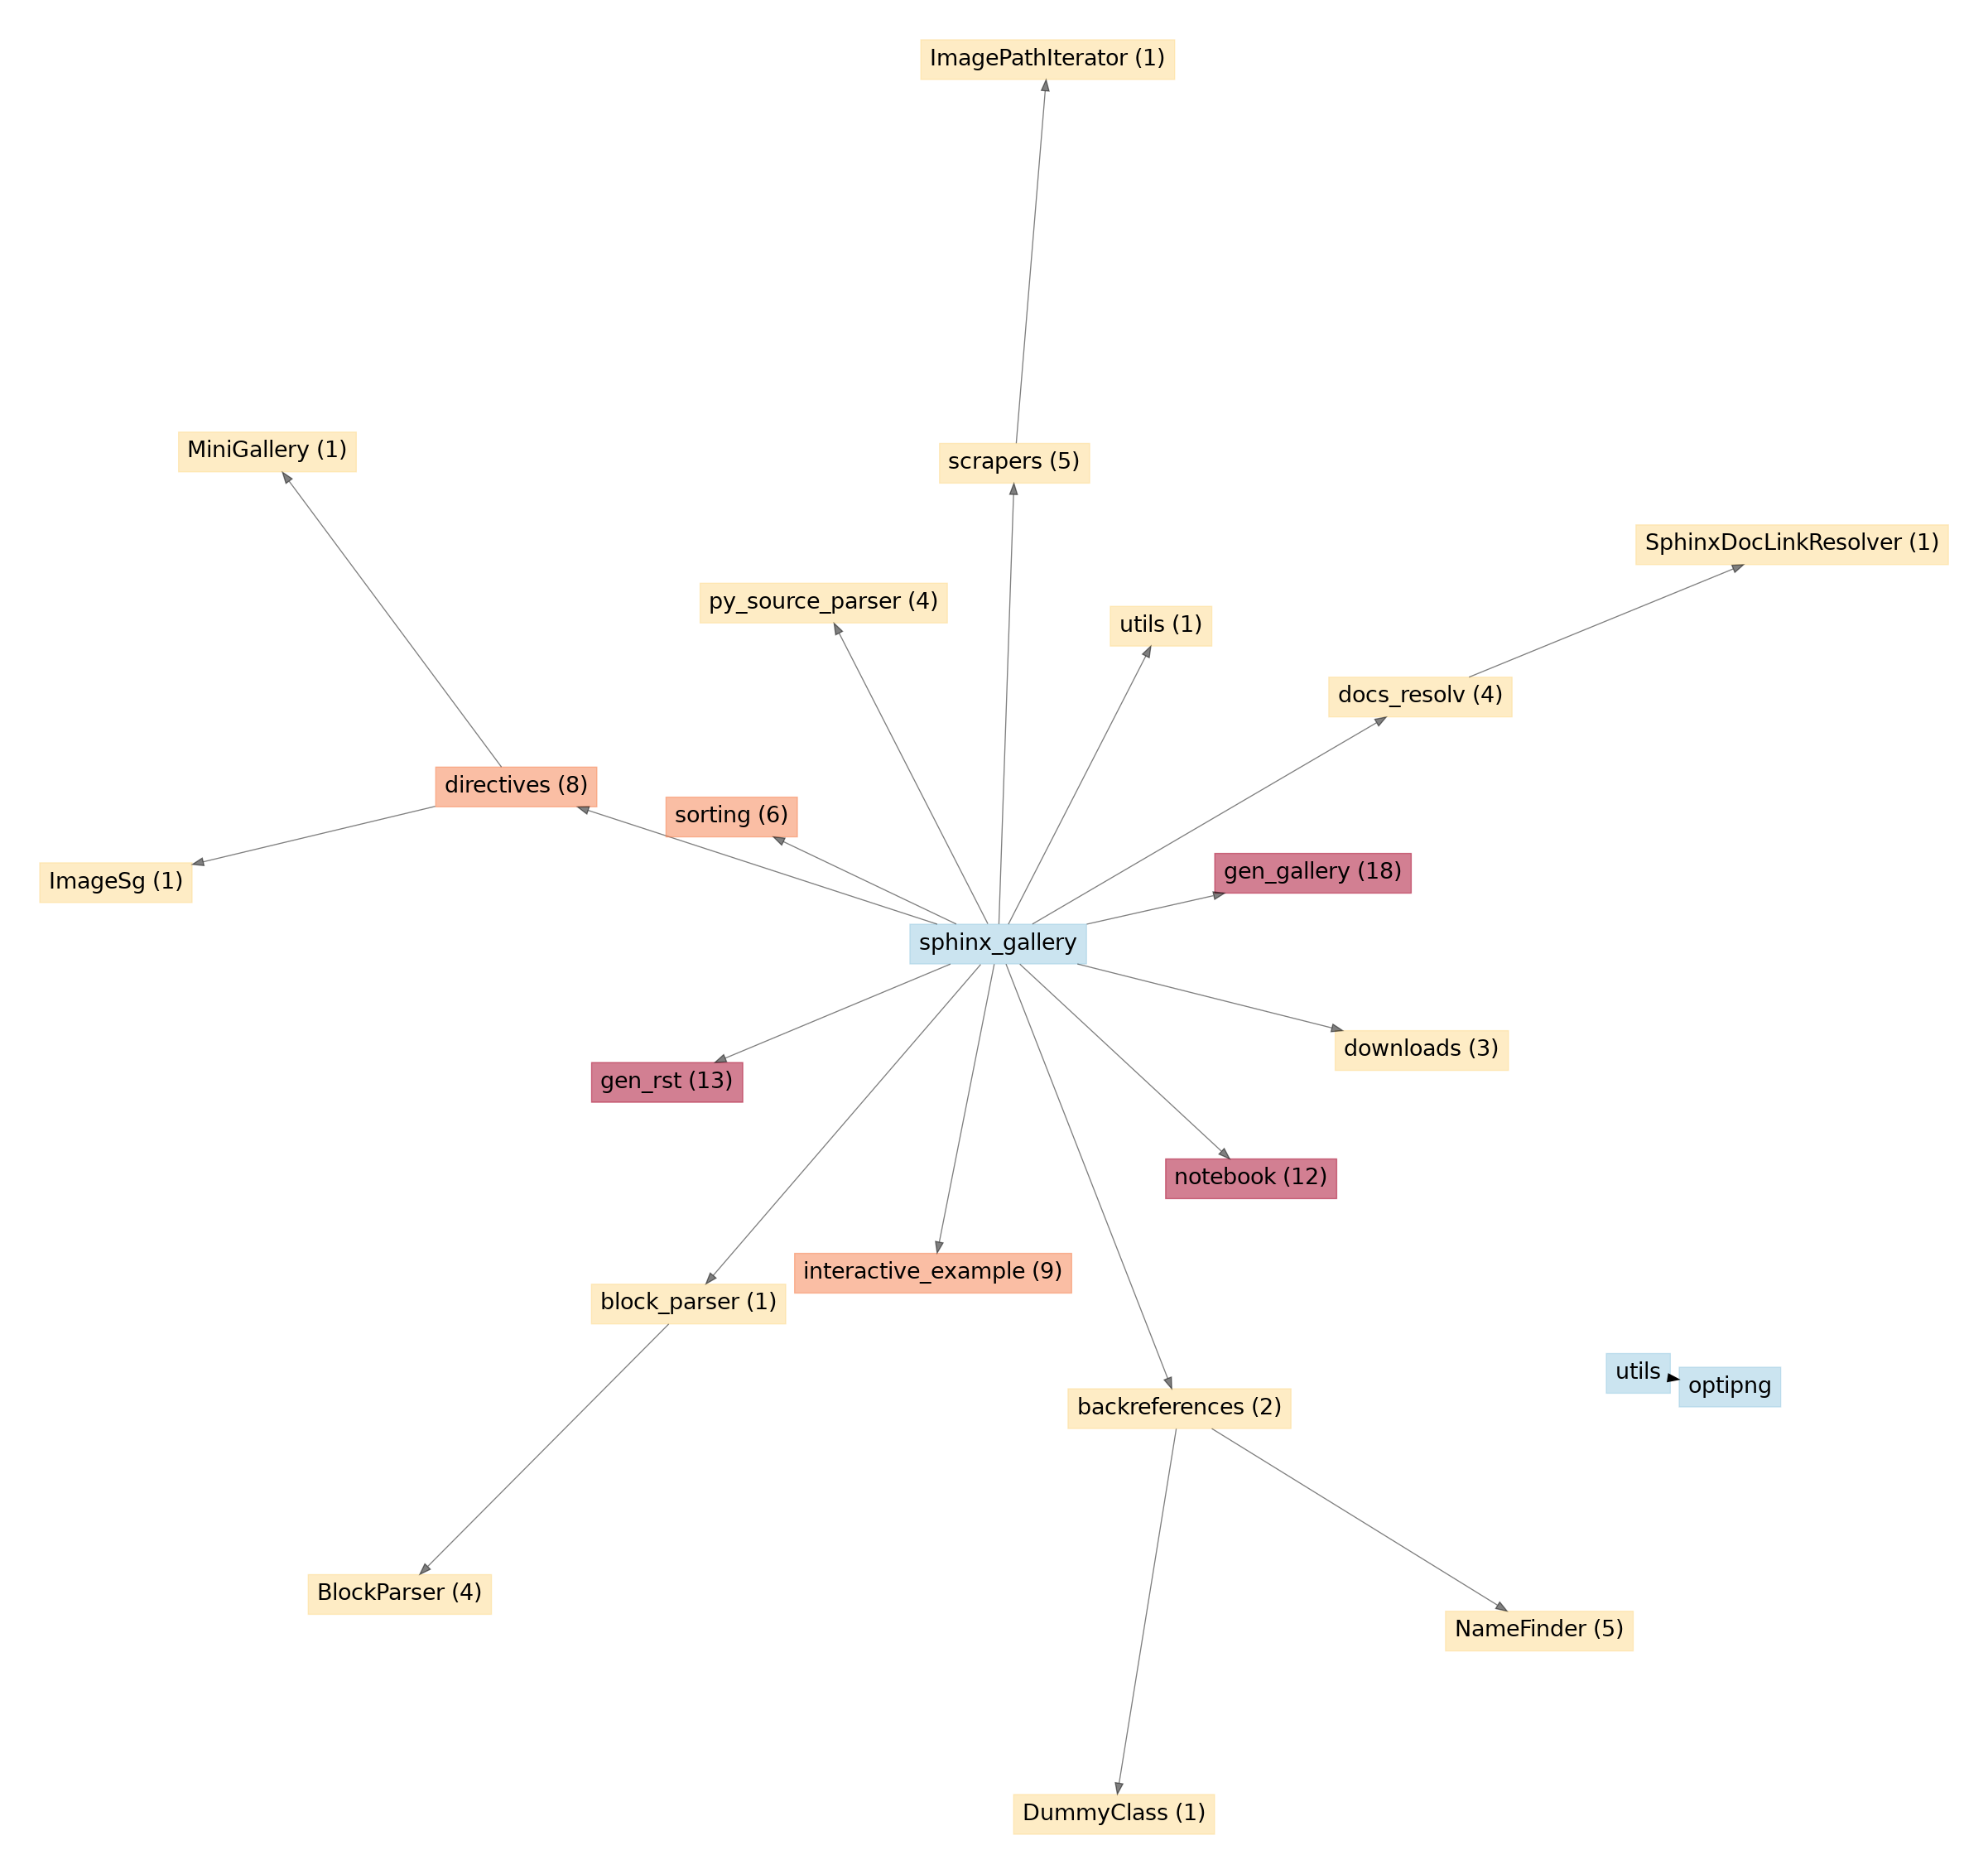 ImagePathIterator (1)
MiniGallery (1)
scrapers (5)
SphinxDocLinkResolver (1)
py_source_parser (4)
utils (1)
docs_resolv (4)
directives (8)
sorting (6)
gen_gallery (18)
ImageSg (1)
sphinx_gallery
downloads (3)
gen_rst (13)
notebook (12)
interactive_example (9)
block_parser (1)
utils
optipng
backreferences (2)
BlockParser (4)
NameFinder (5)
DummyClass (1)